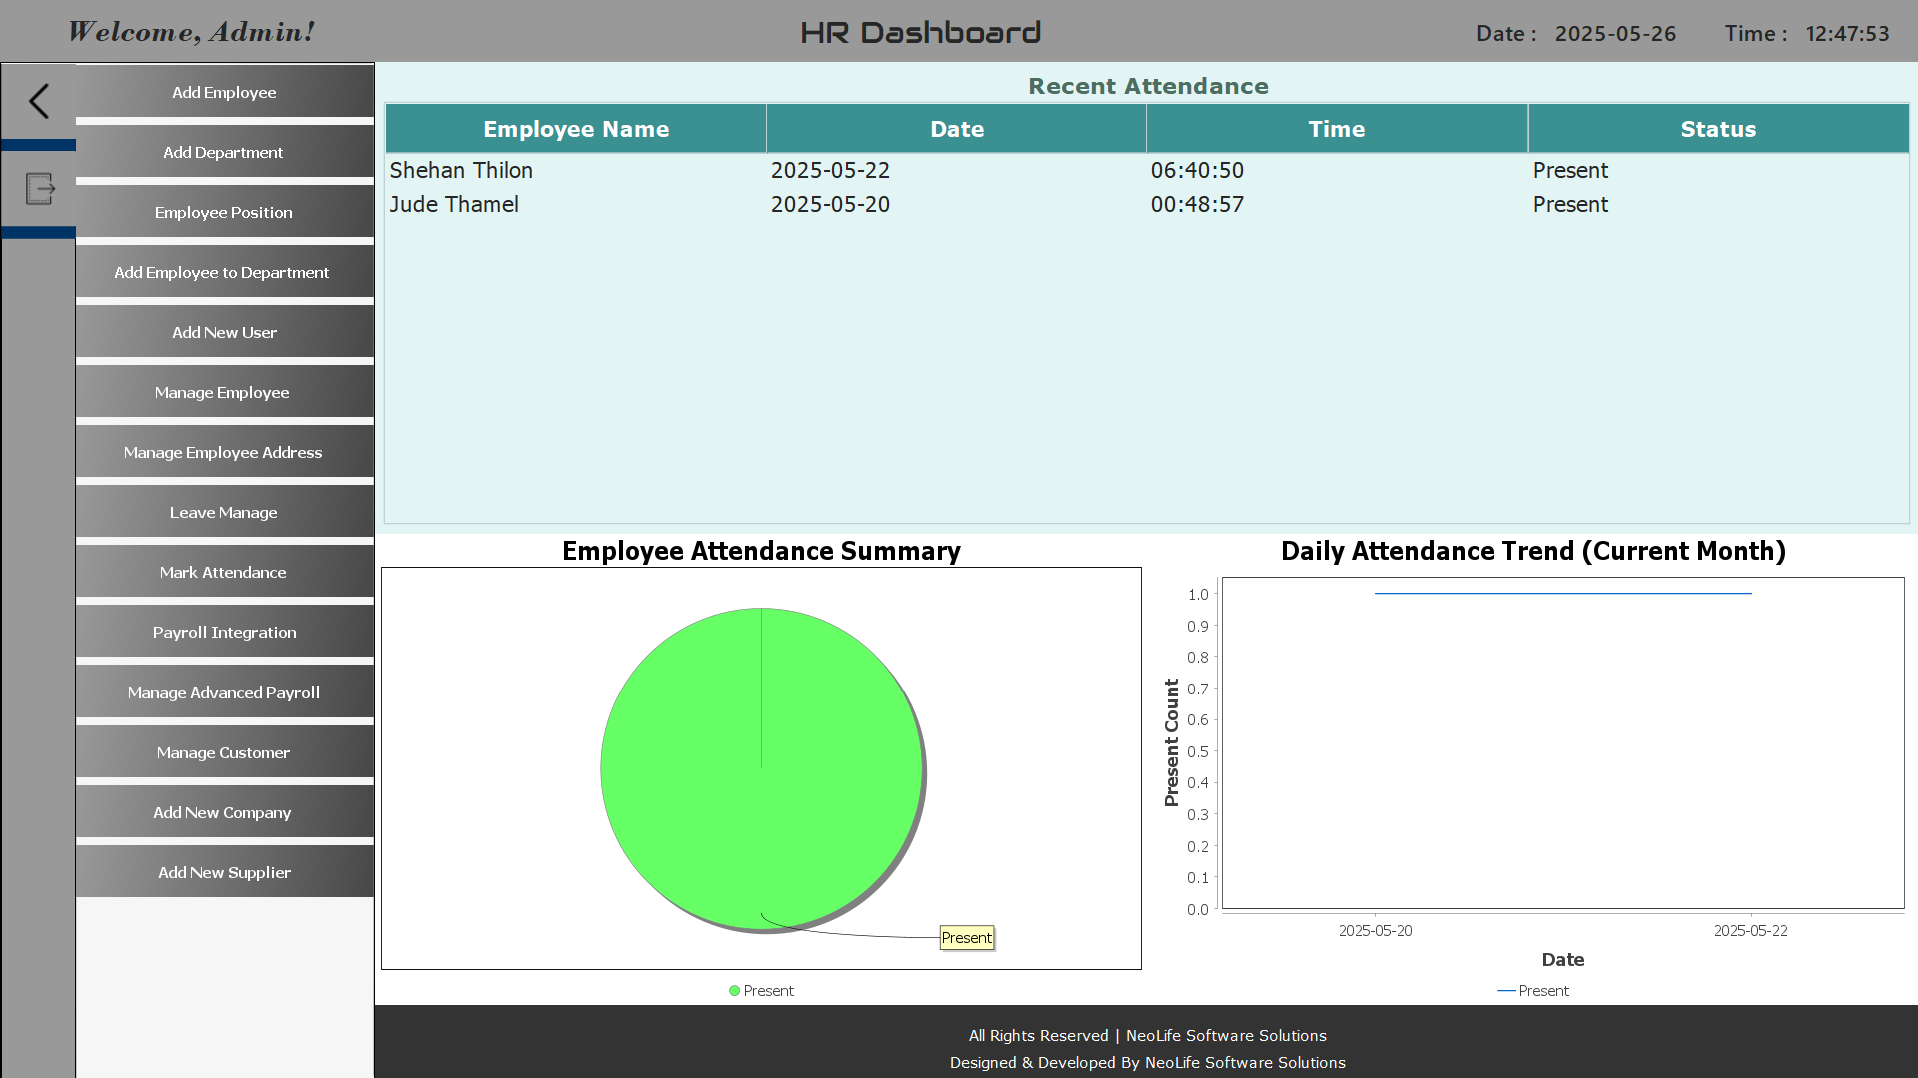 Welcome, Admin!
HR Dashboard
Date : 2025-05-26 Time : 12:47:53
Add Employee
Add Department
Employee Position
Add Employee to Department
Add New User
Manage Employee
Manage Employee Address
Leave Manage
Mark Attendance
Payroll Integration
Manage Advanced Payroll
Manage Customer
Add New Company
Add New Supplier
Recent Attendance
Employee Name Date Time Status
Shehan Thilon 2025-05-22 06:40:50 Present
Jude Thamel 2025-05-20 00:48:57 Present
Employee Attendance Summary
Present
Present
Daily Attendance Trend (Current Month)
Present Count
1.0
0.9
0.8
0.7
0.6
0.5
0.4
0.3
0.2
0.1
0.0
2025-05-20 2025-05-22
Date
Present
All Rights Reserved | NeoLife Software Solutions
Designed & Developed By NeoLife Software Solutions